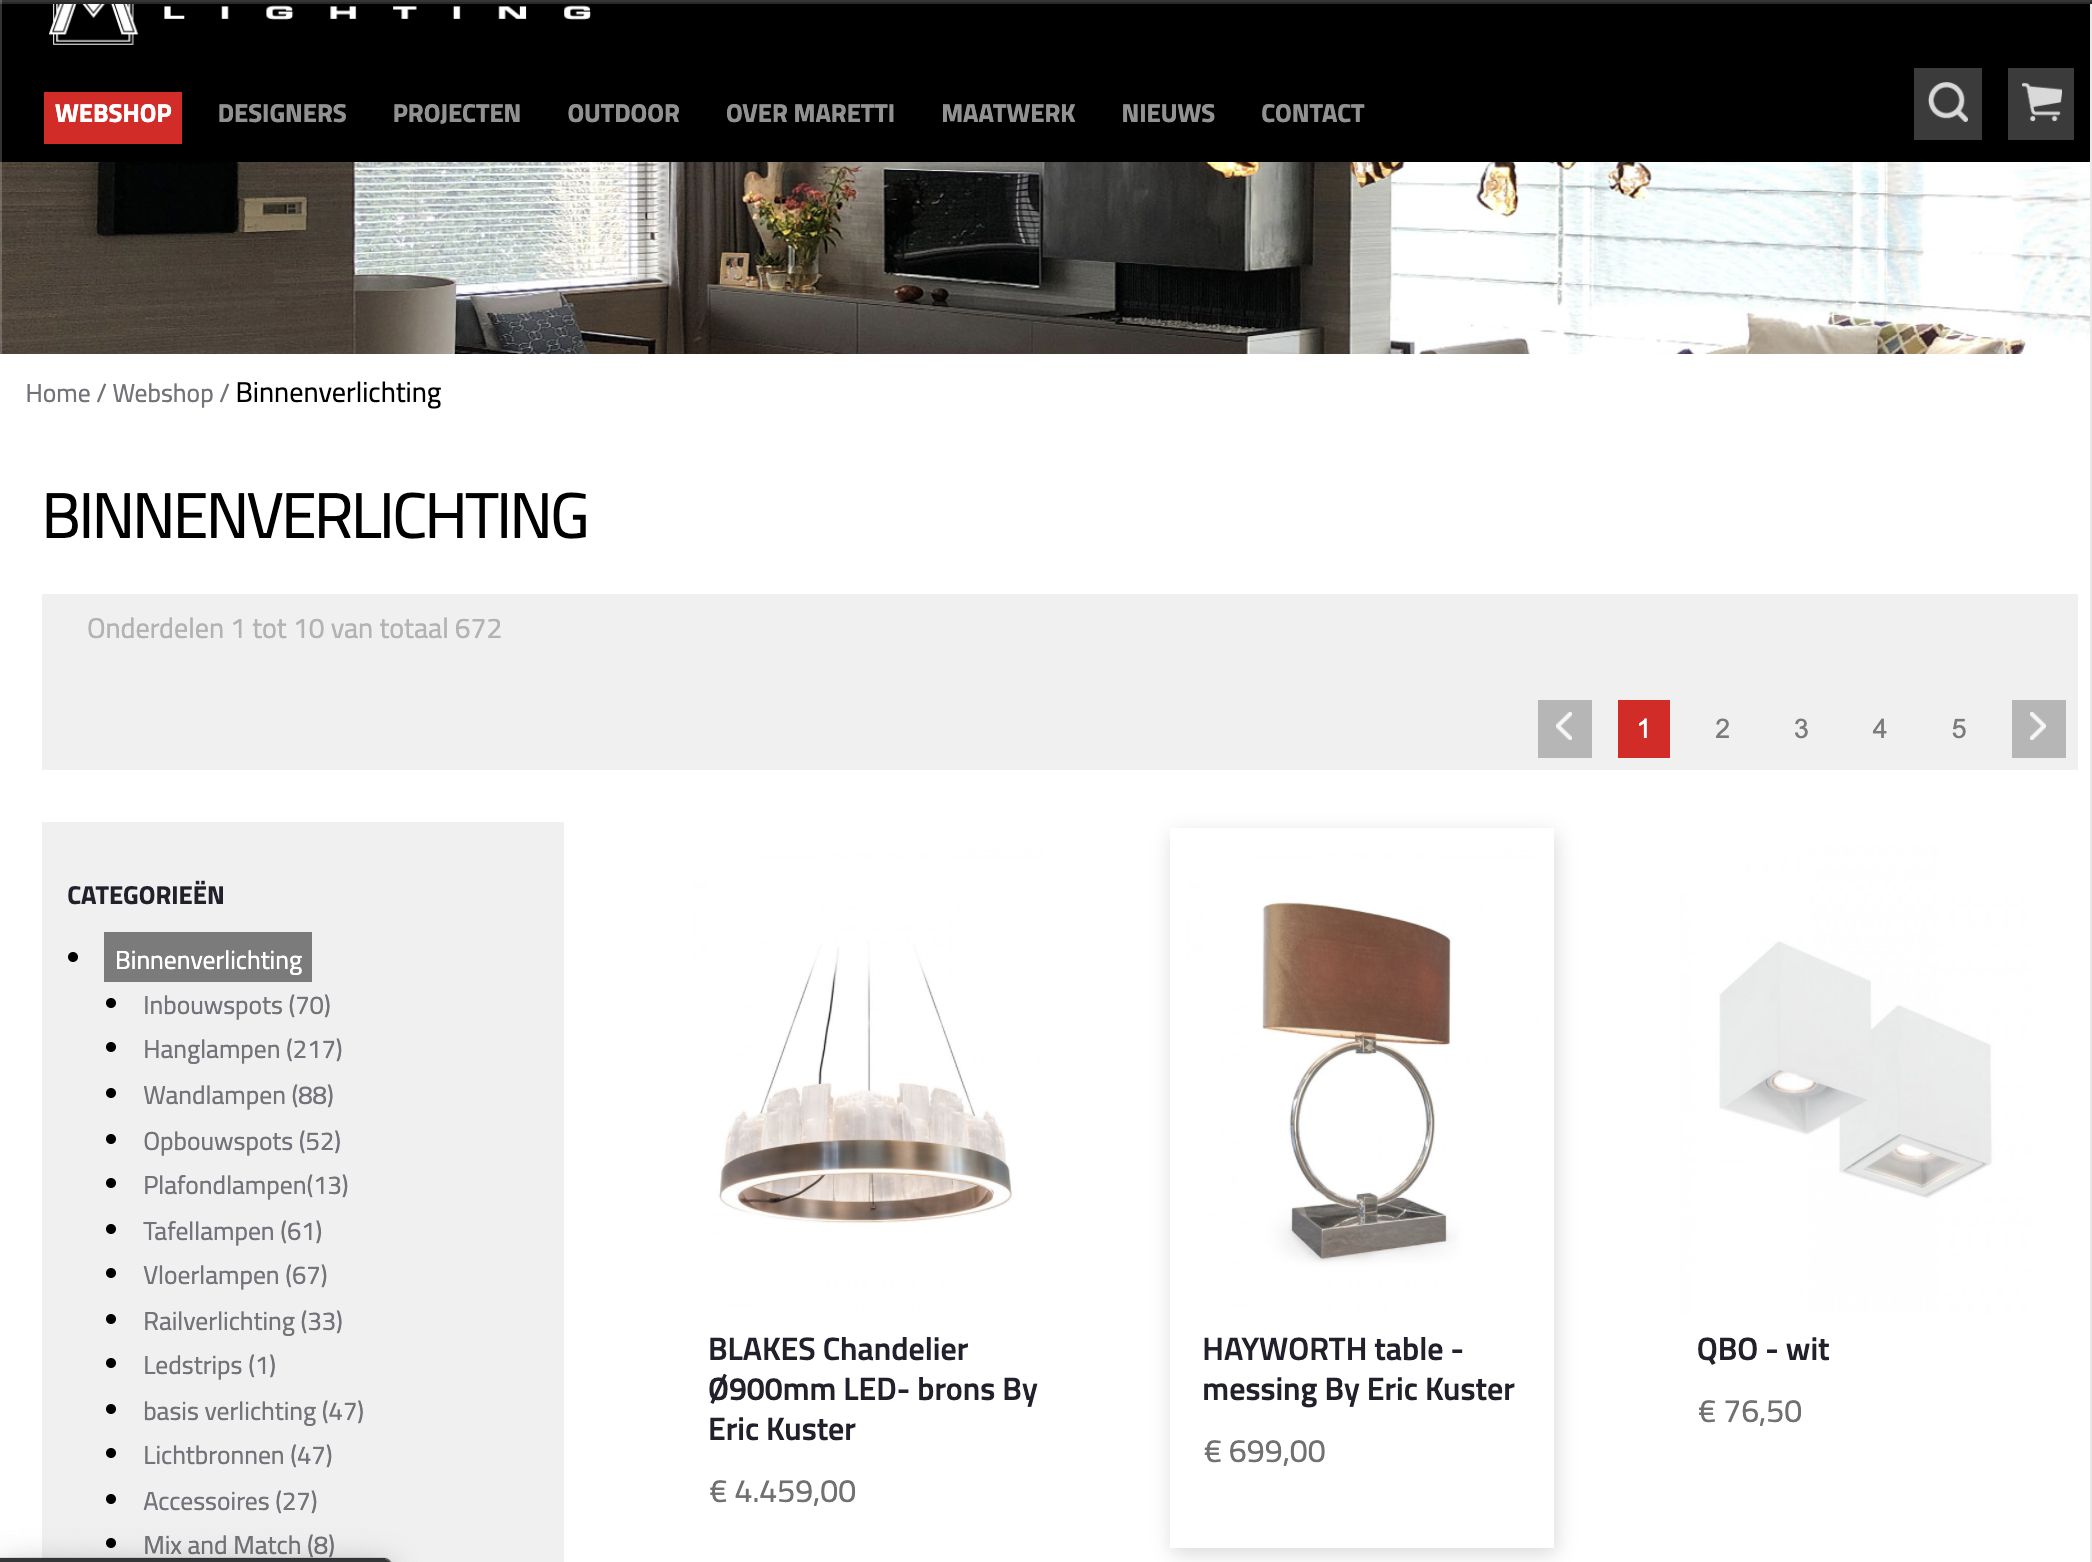 LIGHTING
WEBSHOP DESIGNERS PROJECTEN OUTDOOR OVER MARETTI MAATWERK NIEUWS CONTACT
Home / Webshop / Binnenverlichting
BINNENVERLICHTING
Onderdelen 1 tot 10 van totaal 672
1 2 3 4 5
CATEGORIEËN
Binnenverlichting
Inbouwspots (70)
Hanglampen (217)
Wandlampen (88)
Opbouwspots (52)
Plafondlampen(13)
Tafellampen (61)
Vloerlampen (67)
Railverlichting (33)
Ledstrips (1)
basis verlichting (47)
Lichtbronnen (47)
Accessoires (27)
Mix and Match (8)
BLAKES Chandelier
Ø900mm LED- brons By
Eric Kuster
€ 4.459,00
HAYWORTH table -
messing By Eric Kuster
€ 699,00
QBO - wit
€ 76,50